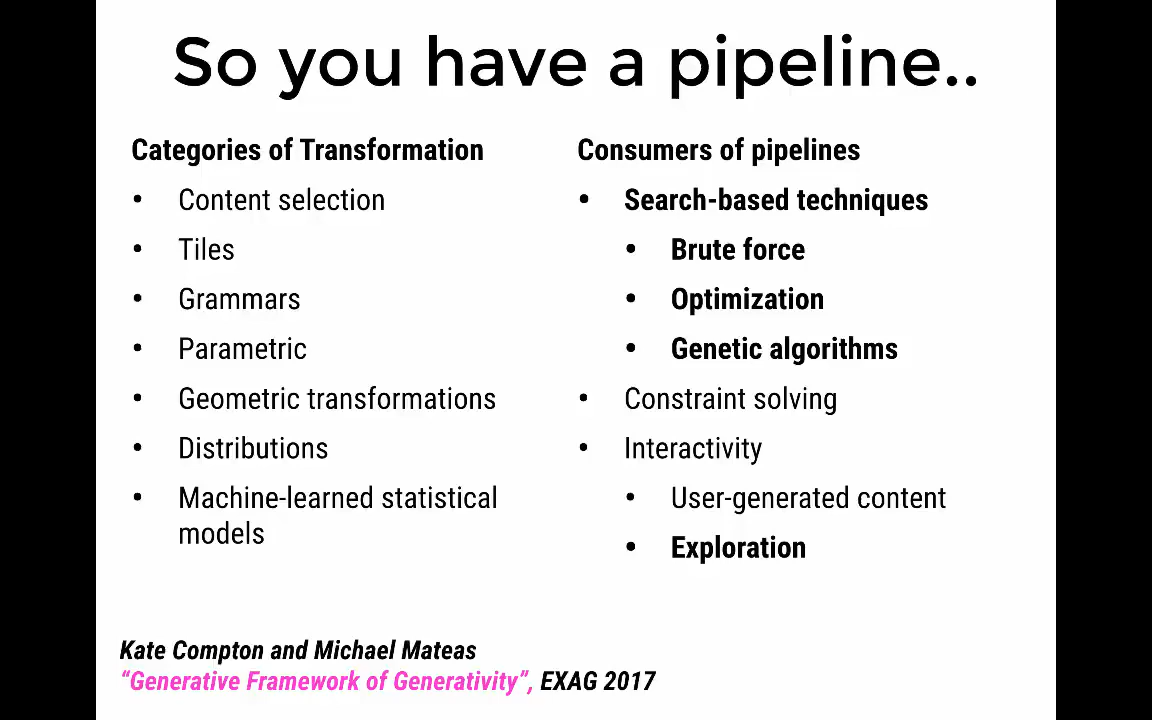 So you have a pipeline..
Categories of Transformation
• Content selection
• Tiles
• Grammars
• Parametric
• Geometric transformations
• Distributions
• Machine-learned statistical
models
Consumers of pipelines
• Search-based techniques
• Brute force
• Optimization
• Genetic algorithms
• Constraint solving
• Interactivity
• User-generated content
• Exploration
Kate Compton and Michael Mateas
“Generative Framework of Generativity”, EXAG 2017